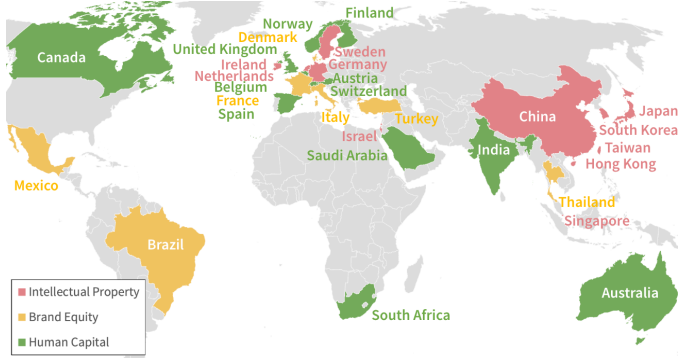 Finland
Norway
Denmark
United Kingdom
Sweden
Canada
Ireland
Germany
Netherlands
Austria
Belgium
Switzerland
France
Spain
Italy
Turkey
China
Japan
South Korea
Israel
India
Taiwan
Saudi Arabia
Hong Kong
Mexico
Thailand
Singapore
Brazil
Intellectual Property
Australia
Brand Equity
South Africa
Human Capital